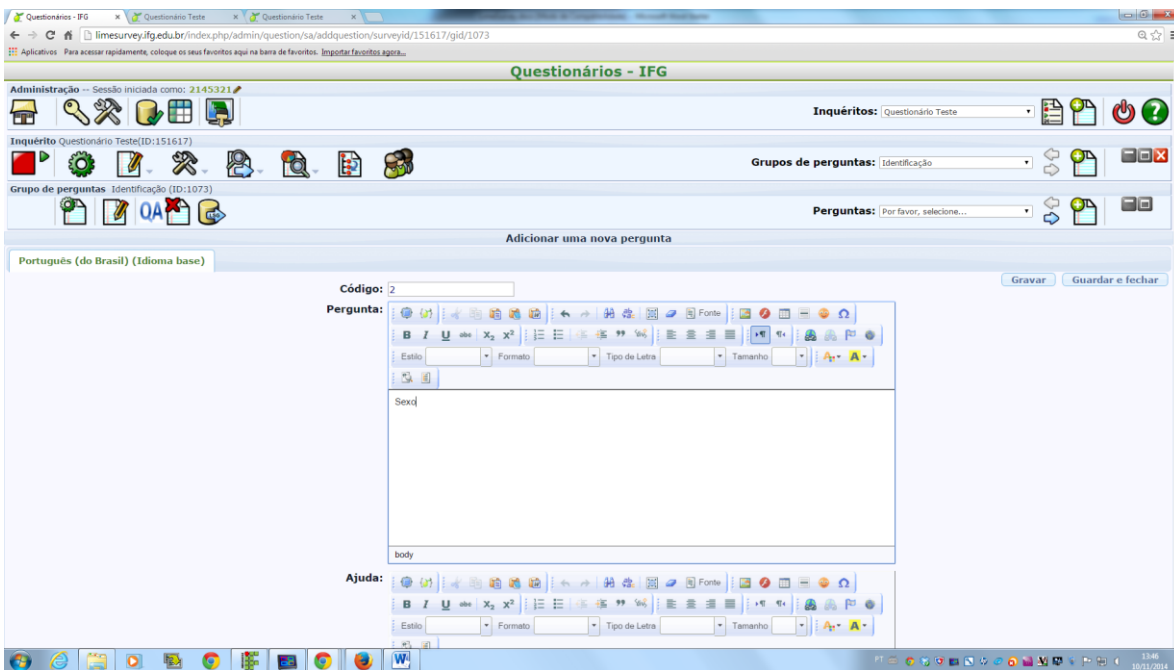 Questionários - IFG
Questionário Teste
Questionário Teste
limesurvey.ifg.edu.br/index.php/admin/question/sa/addquestion/surveyid/151617/gid/1073
Aplicativos Para acessar rapidamente, coloque os seus favoritos aqui na barra de favoritos. Importar favoritos agora...
Questionários - IFG
Administração -- Sessão iniciada como: 2145321
Inquéritos: Questionário Teste
Inquérito Questionário Teste(ID:151617)
Grupos de perguntas: Identificação
Grupo de perguntas Identificação (ID:1073)
QA
Perguntas: Por favor, selecione...
Adicionar uma nova pergunta
Português (do Brasil) (Idioma base)
Gravar Guardar e fechar
Código: 2
Pergunta:
Fonte
B I U abc X2 X²
Estilo Formato Tipo de Letra Tamanho
Sexo
body
Ajuda:
Fonte
B I U abc X2 X²
Estilo Formato Tipo de Letra Tamanho
PT
13:46
10/11/2014